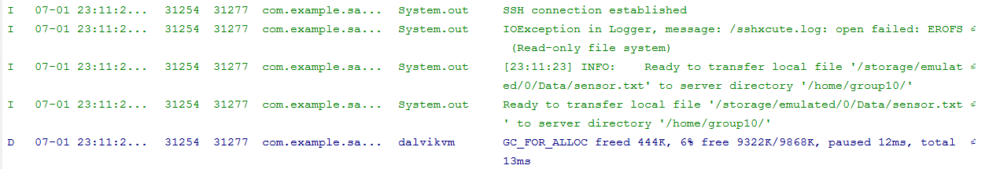 I 07-01 23:11:2... 31254 31277 com.example.sa... System.out SSH connection established
I 07-01 23:11:2... 31254 31277 com.example.sa... System.out IOException in Logger, message: /sshxcute.log: open failed: EROFS
(Read-only file system)
I 07-01 23:11:2... 31254 31277 com.example.sa... System.out [23:11:23] INFO: Ready to transfer local file '/storage/emulat
ed/0/Data/sensor.txt' to server directory '/home/group10/'
I 07-01 23:11:2... 31254 31277 com.example.sa... System.out Ready to transfer local file '/storage/emulated/0/Data/sensor.txt
' to server directory '/home/group10/'
D 07-01 23:11:2... 31254 31277 com.example.sa... dalvikvm GC_FOR_ALLOC freed 444K, 6% free 9322K/9868K, paused 12ms, total
13ms